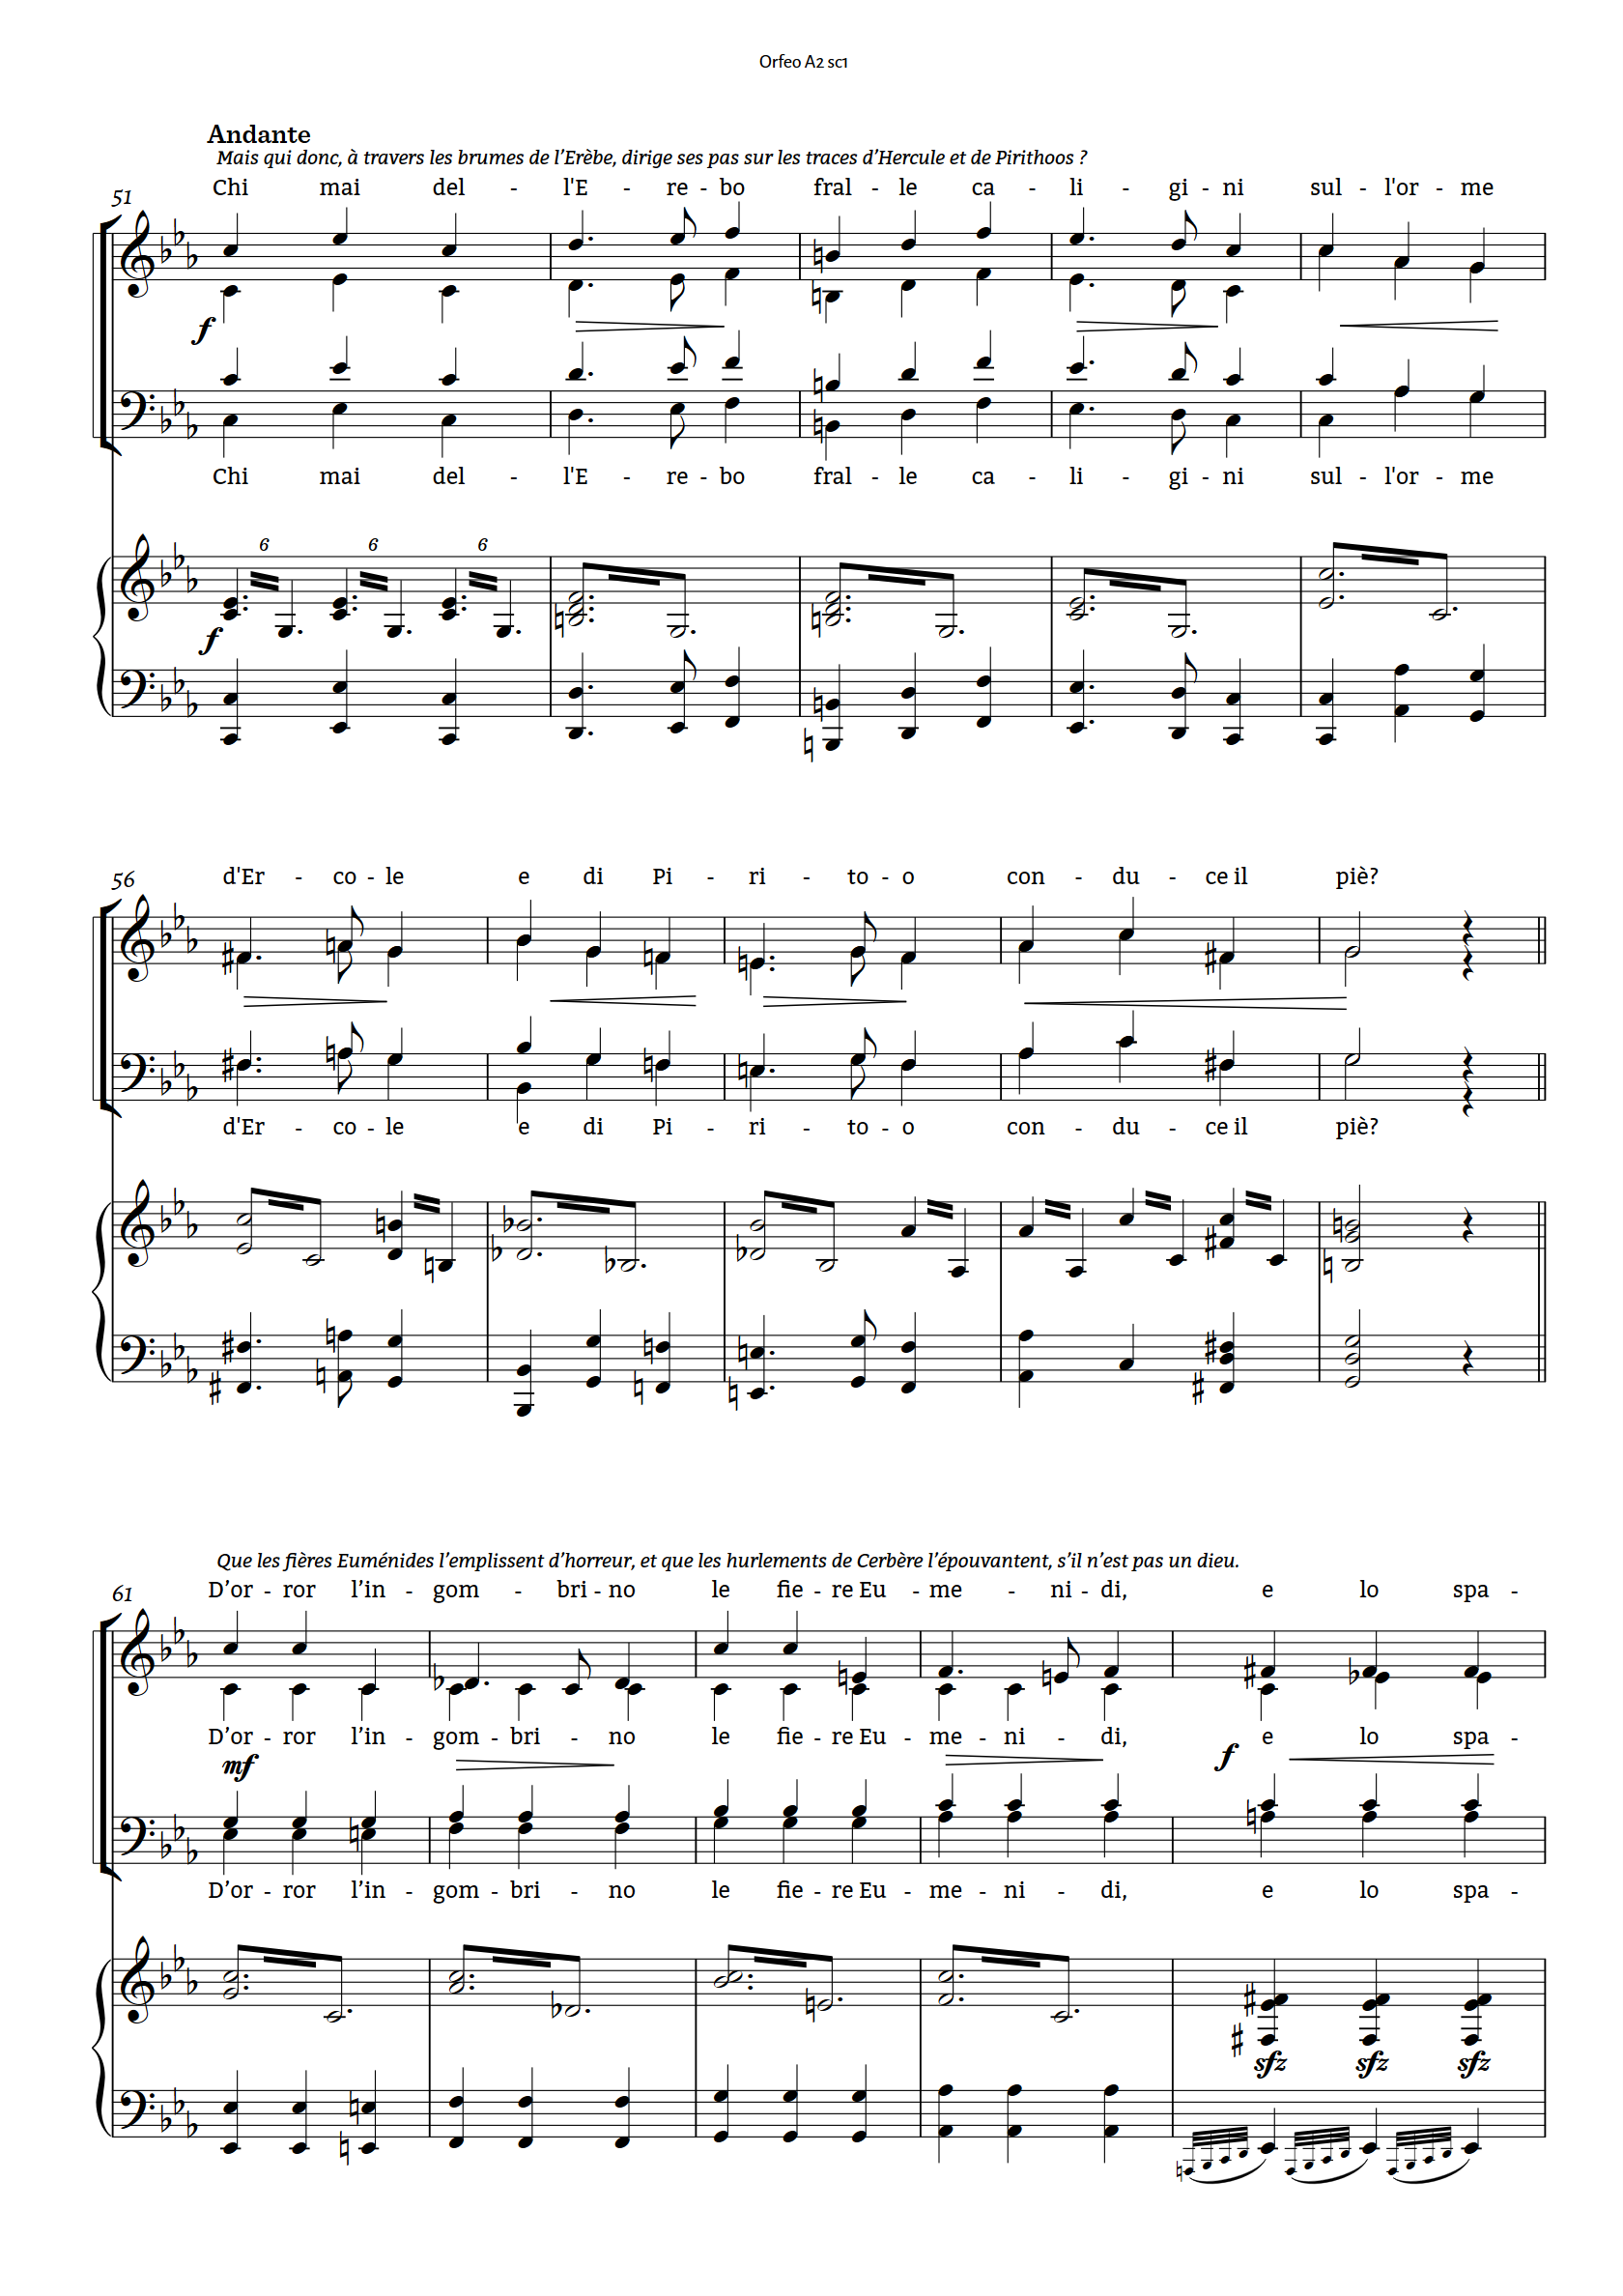 Orfeo A2 sc1
Andante
Mais qui donc, à travers les brumes de l’Erèbe, dirige ses pas sur les traces d’Hercule et de Pirithoos ?
Chi mai del - l'E - re - bo fral - le ca - li - gi - ni sul - l'or - me
51
f
Chi mai del - l'E - re - bo fral - le ca - li - gi - ni sul - l'or - me
6 6 6
f
d'Er - co - le e di Pi - ri - to - o con - du - ce il piè?
56
d'Er - co - le e di Pi - ri - to - o con - du - ce il piè?
Que les fières Euménides l’emplissent d’horreur, et que les hurlements de Cerbère l’épouvantent, s’il n’est pas un dieu.
D’or - ror l’in - gom - bri - no le fie - re Eu - me - ni - di, e lo spa -
61
D’or - ror l’in - gom - bri - no le fie - re Eu - me - ni - di, e lo spa -
mf f
D’or - ror l’in - gom - bri - no le fie - re Eu - me - ni - di, e lo spa -
sfz sfz sfz